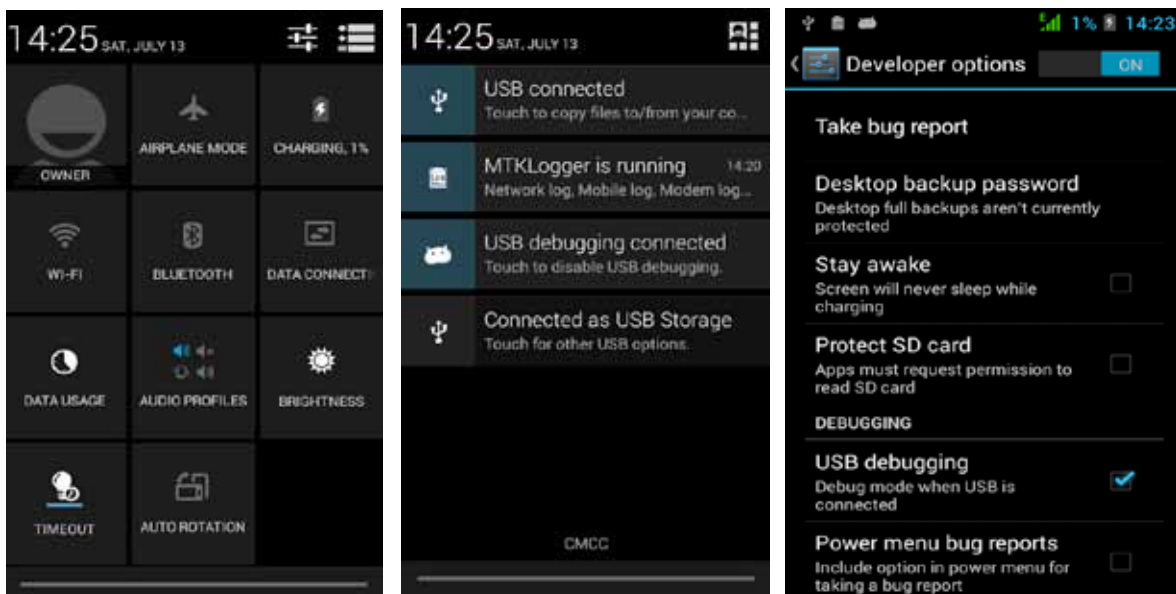 14:25 SAT, JULY 13
OWNER
AIRPLANE MODE
CHARGING, 1%
WI-FI
BLUETOOTH
DATA CONNECTI
DATA USAGE
AUDIO PROFILES
BRIGHTNESS
TIMEOUT
AUTO ROTATION
14:25 SAT, JULY 13
USB connected
Touch to copy files to/from your co...
MTKLogger is running 14:20
Network log, Mobile log, Modem log...
USB debugging connected
Touch to disable USB debugging.
Connected as USB Storage
Touch for other USB options.
CMCC
E 1% 14:23
Developer options ON
Take bug report
Desktop backup password
Desktop full backups aren't currently
protected
Stay awake
Screen will never sleep while
charging
Protect SD card
Apps must request permission to
read SD card
DEBUGGING
USB debugging
Debug mode when USB is
connected
Power menu bug reports
Include option in power menu for
taking a bug report